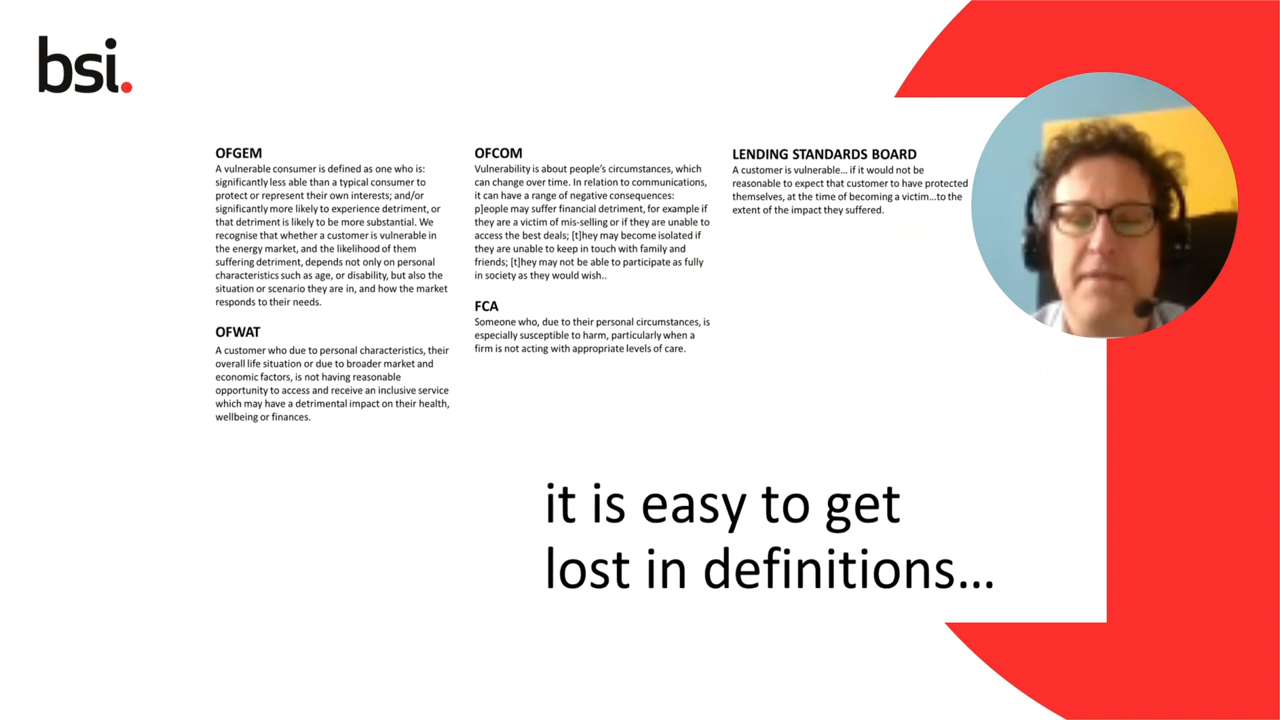 bsi.
OFGEM
A vulnerable consumer is defined as one who is:
significantly less able than a typical consumer to
protect or represent their own interests; and/or
significantly more likely to experience detriment, or
that detriment is likely to be more substantial. We
recognise that whether a customer is vulnerable in
the energy market, and the likelihood of them
suffering detriment, depends not only on personal
characteristics such as age, or disability, but also the
situation or scenario they are in, and how the market
responds to their needs.
OFWAT
A customer who due to personal characteristics, their
overall life situation or due to broader market and
economic factors, is not having reasonable
opportunity to access and receive an inclusive service
which may have a detrimental impact on their health,
wellbeing or finances.
OFCOM
Vulnerability is about people's circumstances, which
can change over time. In relation to communications,
it can have a range of negative consequences:
p]eople may suffer financial detriment, for example if
they are a victim of mis-selling or if they are unable to
access the best deals; [t]hey may become isolated if
they are unable to keep in touch with family and
friends; [t]hey may not be able to participate as fully
in society as they would wish..
FCA
Someone who, due to their personal circumstances, is
especially susceptible to harm, particularly when a
firm is not acting with appropriate levels of care.
LENDING STANDARDS BOARD
A customer is vulnerable... if it would not be
reasonable to expect that customer to have protected
themselves, at the time of becoming a victim...to the
extent of the impact they suffered.
it is easy to get
lost in definitions...